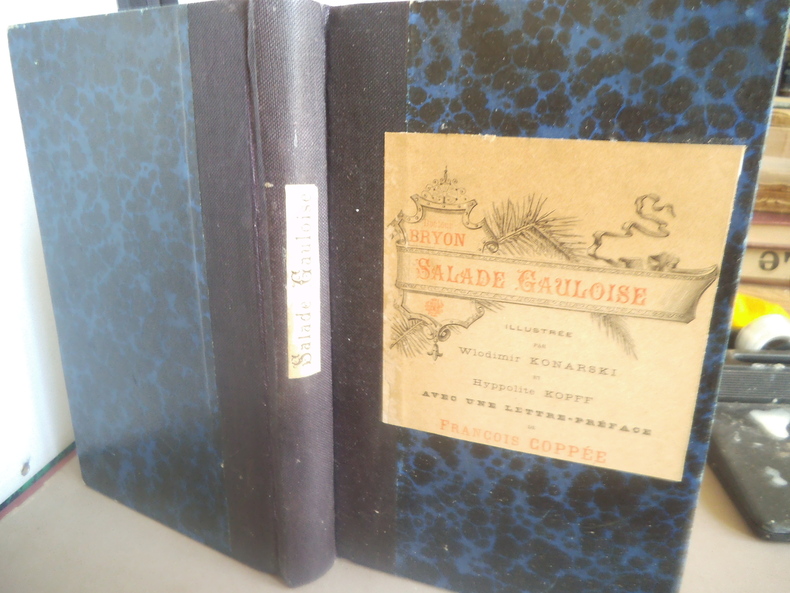 Salade Gauloise
BRYON
SALADE GAULOISE
ILLUSTRÉE
PAR
Wlodimir KONARSKI
ET
Hyppolite KOPFF
AVEC UNE LETTRE-PRÉFACE
DE
FRANÇOIS COPPÉE